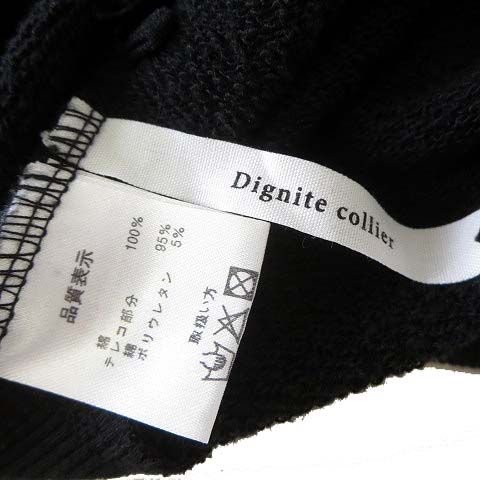 Dignite collier
品質表示
綿 100%
テレコ部分
綿 95%
ポリウレタン 5%
取扱い方